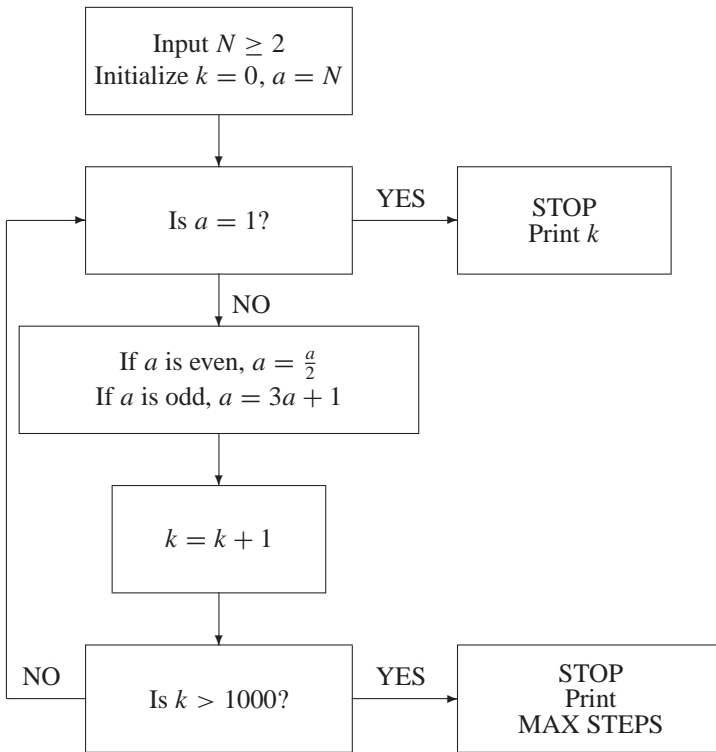 Input N ≥ 2
Initialize k = 0, a = N
Is a = 1?
YES
STOP
Print k
NO
If a is even, a = a/2
If a is odd, a = 3a + 1
k = k + 1
NO
Is k > 1000?
YES
STOP
Print
MAX STEPS